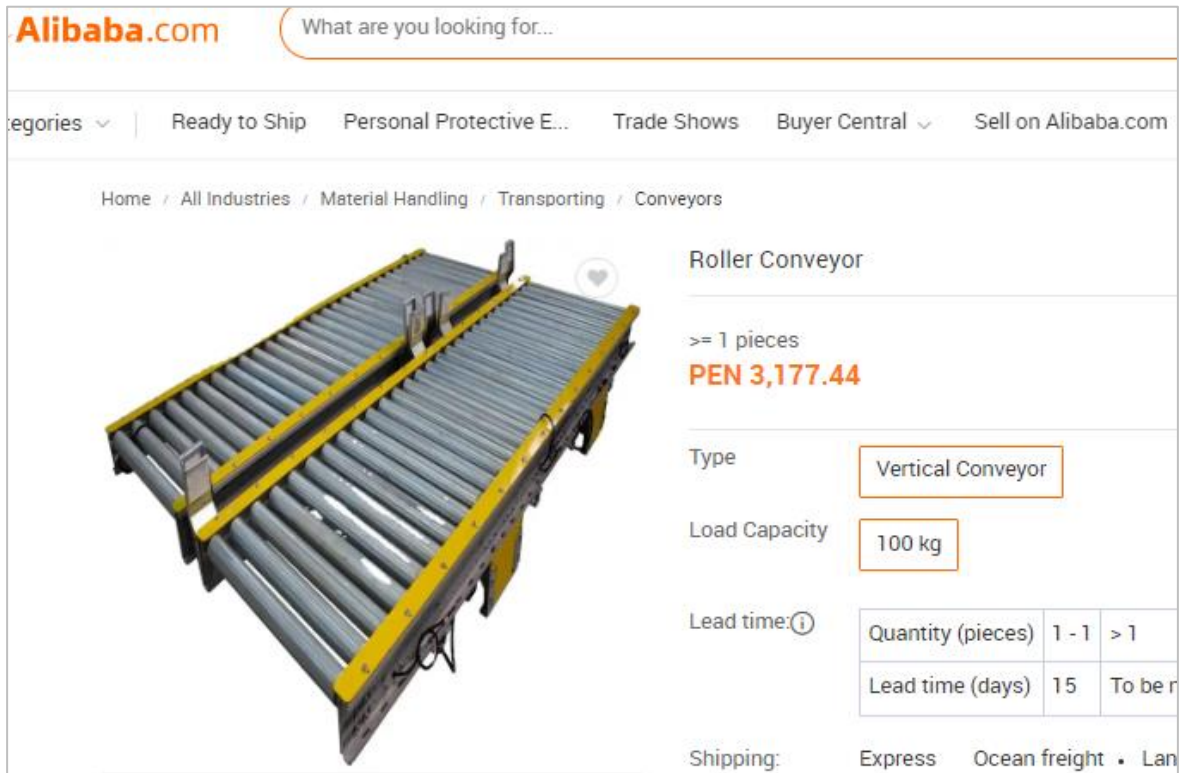 Alibaba.com
What are you looking for...
egories
Ready to Ship
Personal Protective E...
Trade Shows
Buyer Central
Sell on Alibaba.com
Home / All Industries / Material Handling / Transporting / Conveyors
Roller Conveyor
>= 1 pieces
PEN 3,177.44
Type
Vertical Conveyor
Load Capacity
100 kg
Lead time:
Quantity (pieces) 1 - 1 > 1
Lead time (days) 15 To be
Shipping: Express Ocean freight • Lan